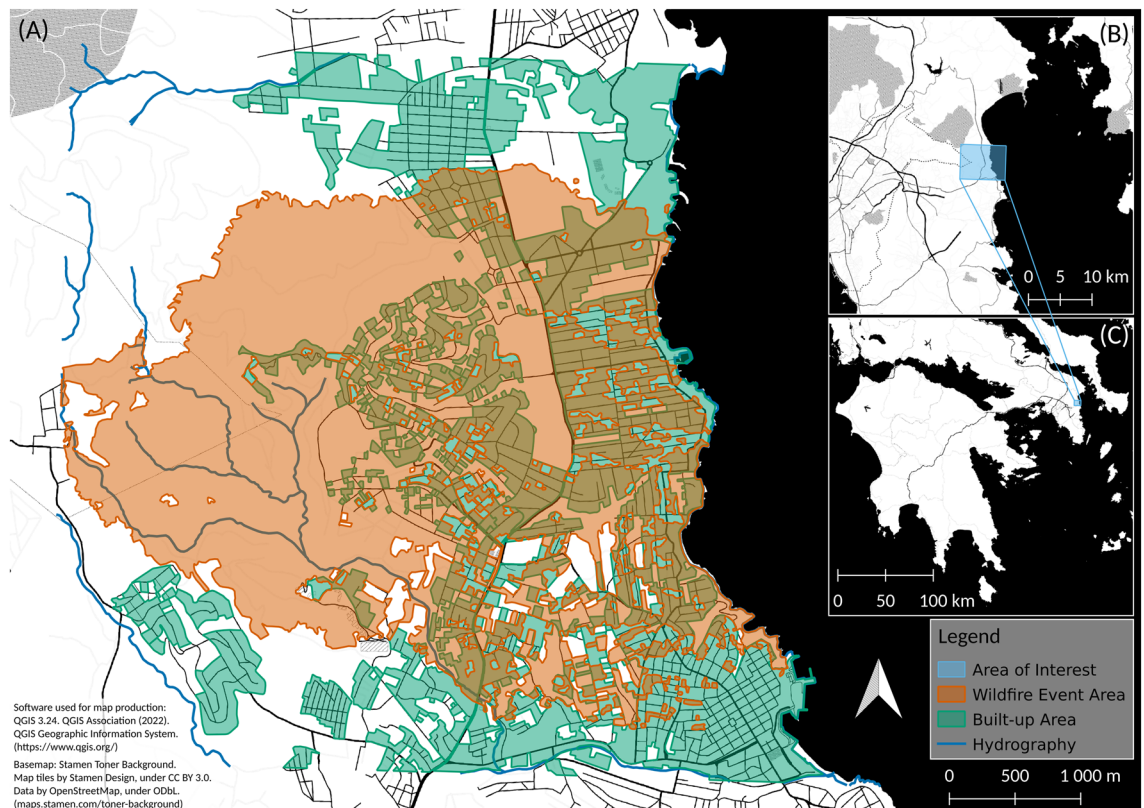 (A)
(B)
0 5 10 km
(C)
0 50 100 km
Legend
Area of Interest
Wildfire Event Area
Built-up Area
Hydrography
0 500 1 000 m
Software used for map production:
QGIS 3.24. QGIS Association (2022).
QGIS Geographic Information System.
(https://www.qgis.org/)
Basemap: Stamen Toner Background.
Map tiles by Stamen Design, under CC BY 3.0.
Data by OpenStreetMap, under ODbL.
(maps.stamen.com/toner-background)